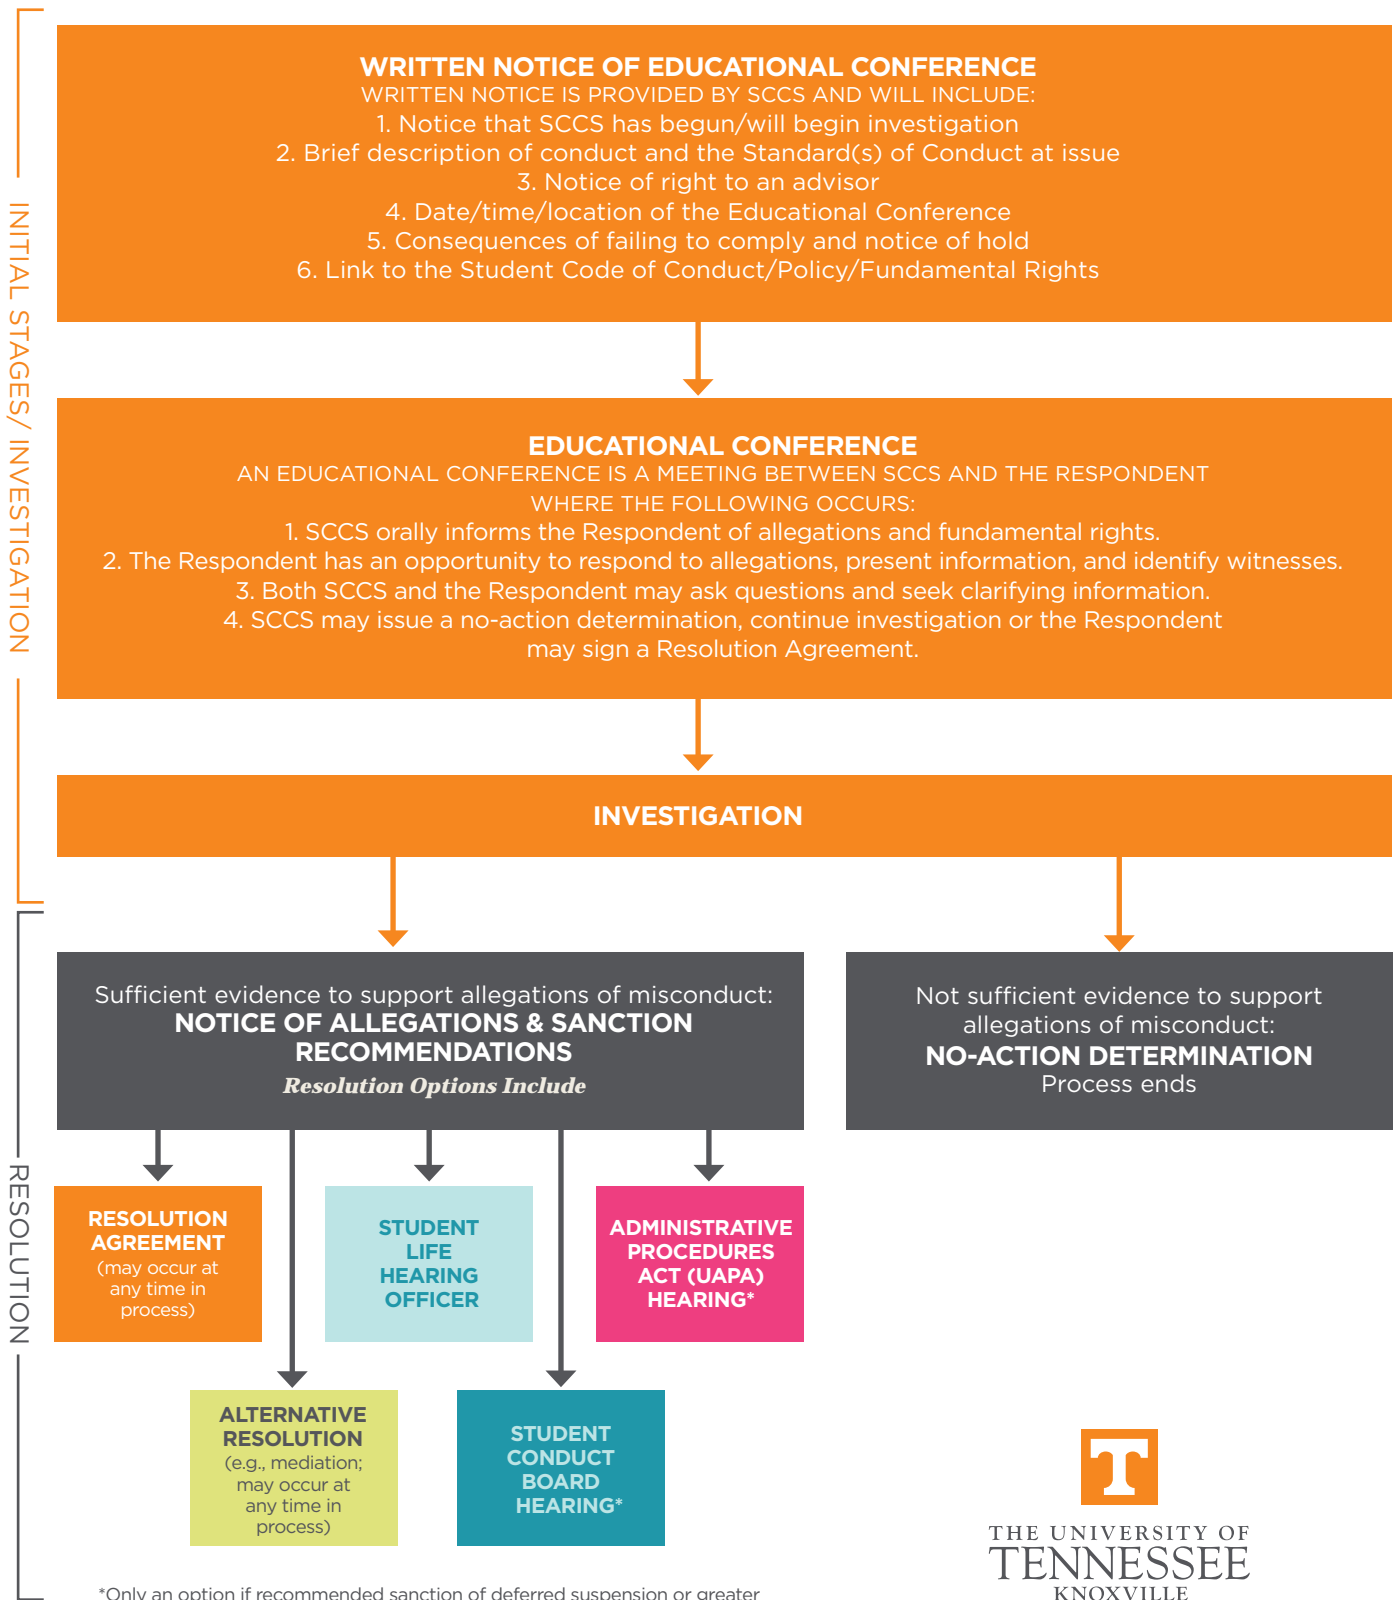 INITIAL STAGES/ INVESTIGATION
WRITTEN NOTICE OF EDUCATIONAL CONFERENCE
WRITTEN NOTICE IS PROVIDED BY SCCS AND WILL INCLUDE:
1. Notice that SCCS has begun/will begin investigation
2. Brief description of conduct and the Standard(s) of Conduct at issue
3. Notice of right to an advisor
4. Date/time/location of the Educational Conference
5. Consequences of failing to comply and notice of hold
6. Link to the Student Code of Conduct/Policy/Fundamental Rights
EDUCATIONAL CONFERENCE
AN EDUCATIONAL CONFERENCE IS A MEETING BETWEEN SCCS AND THE RESPONDENT
WHERE THE FOLLOWING OCCURS:
1. SCCS orally informs the Respondent of allegations and fundamental rights.
2. The Respondent has an opportunity to respond to allegations, present information, and identify witnesses.
3. Both SCCS and the Respondent may ask questions and seek clarifying information.
4. SCCS may issue a no-action determination, continue investigation or the Respondent
may sign a Resolution Agreement.
INVESTIGATION
RESOLUTION
Sufficient evidence to support allegations of misconduct:
NOTICE OF ALLEGATIONS & SANCTION
RECOMMENDATIONS
Resolution Options Include
Not sufficient evidence to support
allegations of misconduct:
NO-ACTION DETERMINATION
Process ends
RESOLUTION
AGREEMENT
(may occur at
any time in
process)
STUDENT
LIFE
HEARING
OFFICER
ADMINISTRATIVE
PROCEDURES
ACT (UAPA)
HEARING*
ALTERNATIVE
RESOLUTION
(e.g., mediation;
may occur at
any time in
process)
STUDENT
CONDUCT
BOARD
HEARING*
*Only an option if recommended sanction of deferred suspension or greater
T
THE UNIVERSITY OF
TENNESSEE
KNOXVILLE